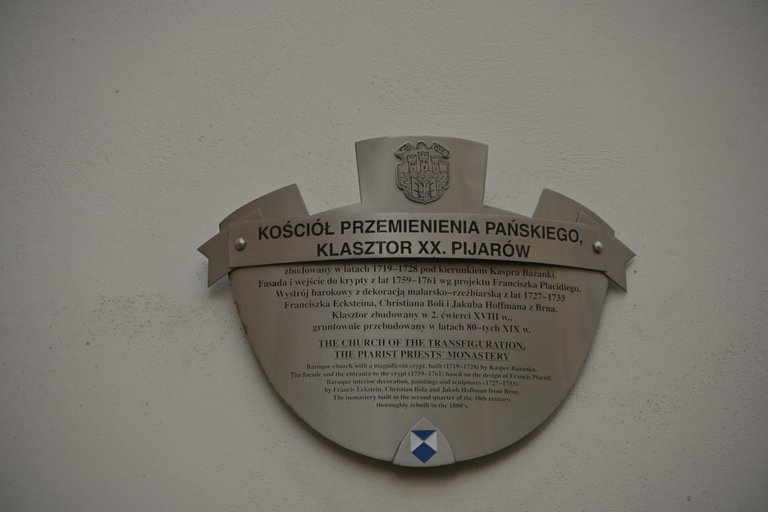 KOŚCIÓŁ PRZEMIENIENIA PAŃSKIEGO,
KLASZTOR XX. PIJARÓW
zbudowany w latach 1719–1728 pod kierunkiem Kaspra Bażanki.
Fasada i wejście do krypty z lat 1759–1761 wg projektu Franciszka Placidiego.
Wystrój barokowy z dekoracją malarsko–rzeźbiarską z lat 1727–1733
Franciszka Ecksteina, Christiana Boli i Jakuba Hoffmana z Brna.
Klasztor zbudowany w 2. ćwierci XVIII w.,
gruntownie przebudowany w latach 80–tych XIX w.
THE CHURCH OF THE TRANSFIGURATION,
THE PIARIST PRIESTS' MONASTERY
Baroque church with a magnificent crypt, built (1719–1728) by Kasper Bażanka.
The façade and the entrance to the crypt (1759–1761) based on the design of Francis Placidi.
Baroque interior decoration, paintings and sculptures (1727–1733)
by Francis Eckstein, Christian Bola and Jakub Hoffman from Brna.
The monastery built in the second quarter of the 18th century,
thoroughly rebuilt in the 1880's.